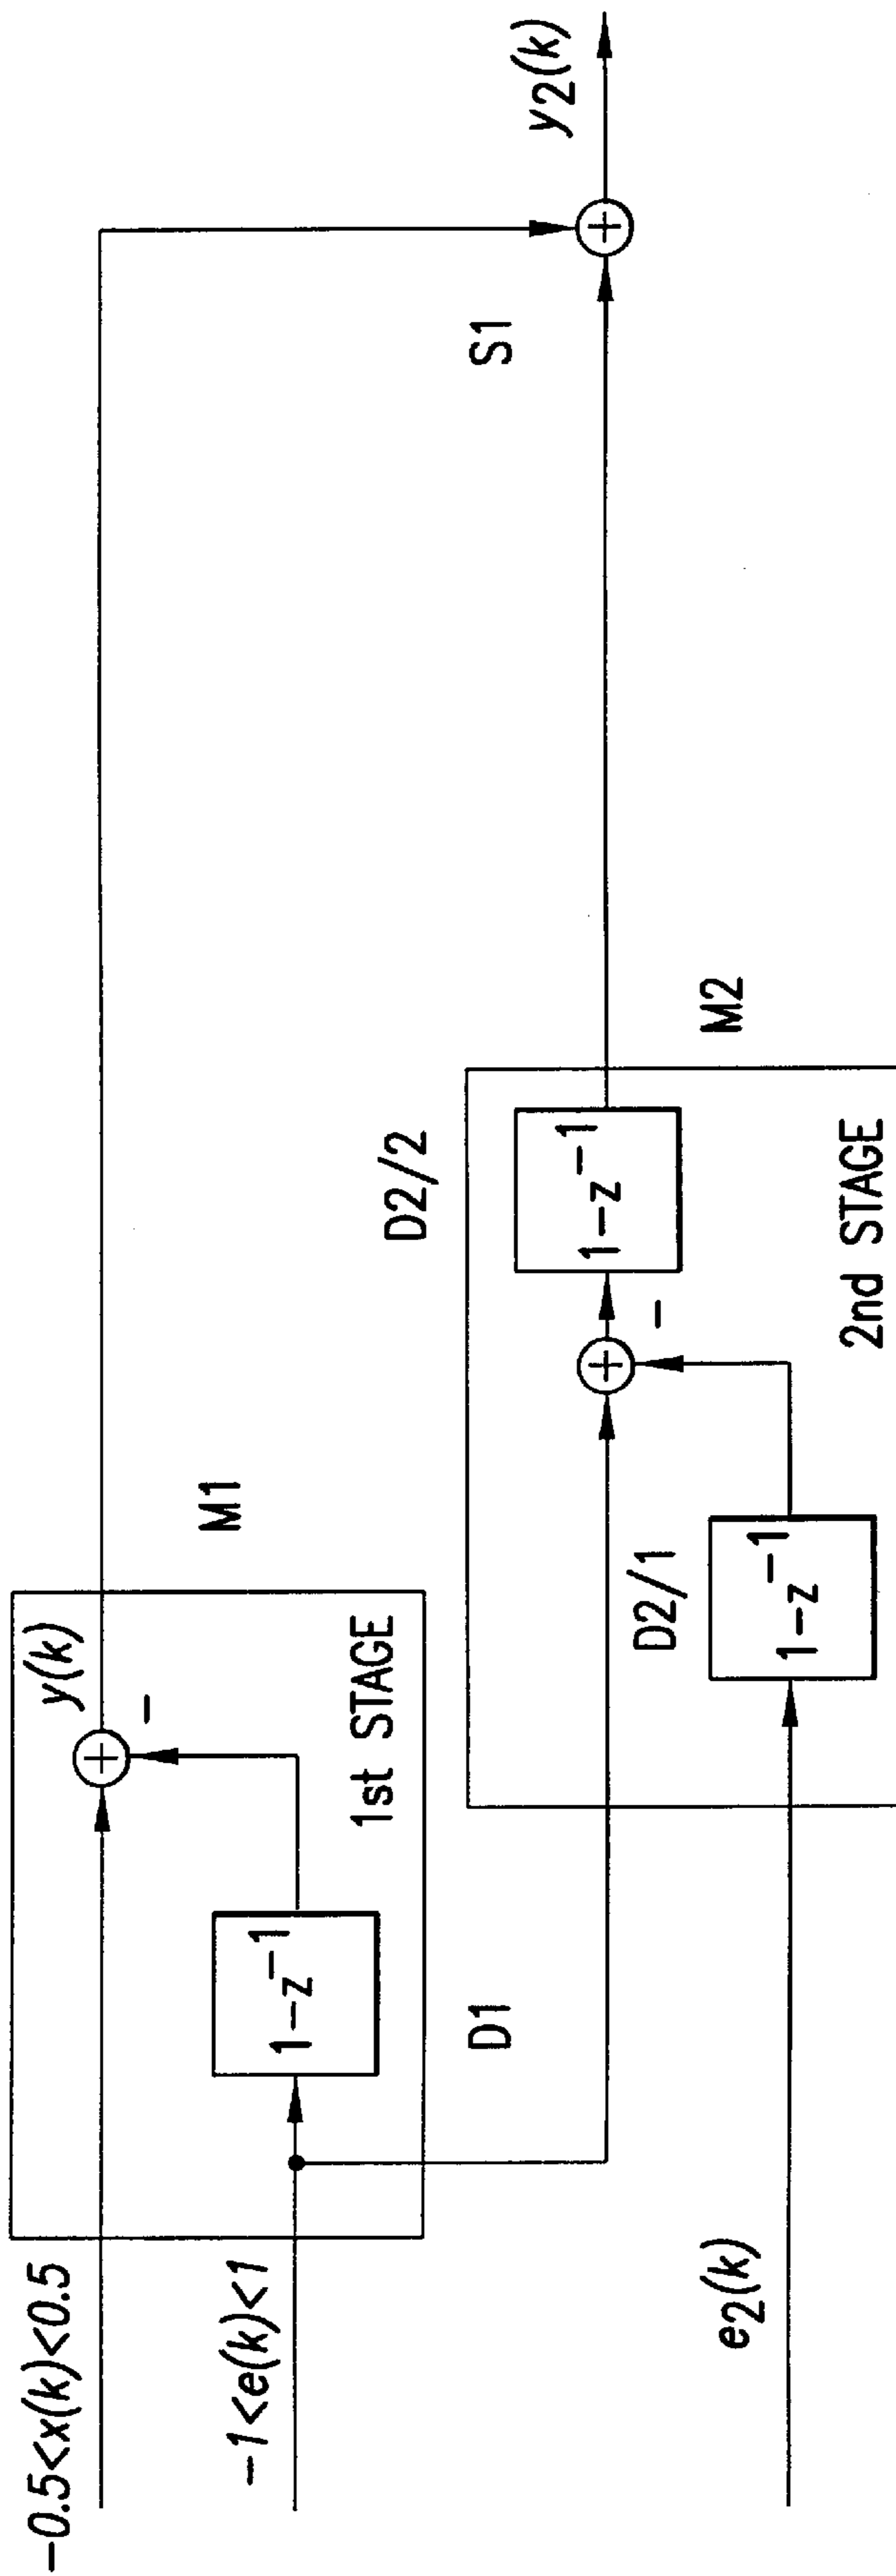 -0.5<x(k)<0.5
y(k)
-1<e(k)<1
1-z⁻¹
1st STAGE
M1
D1
D2/2
S1
y₂(k)
1-z⁻¹
D2/1
1-z⁻¹
M2
e₂(k)
2nd STAGE